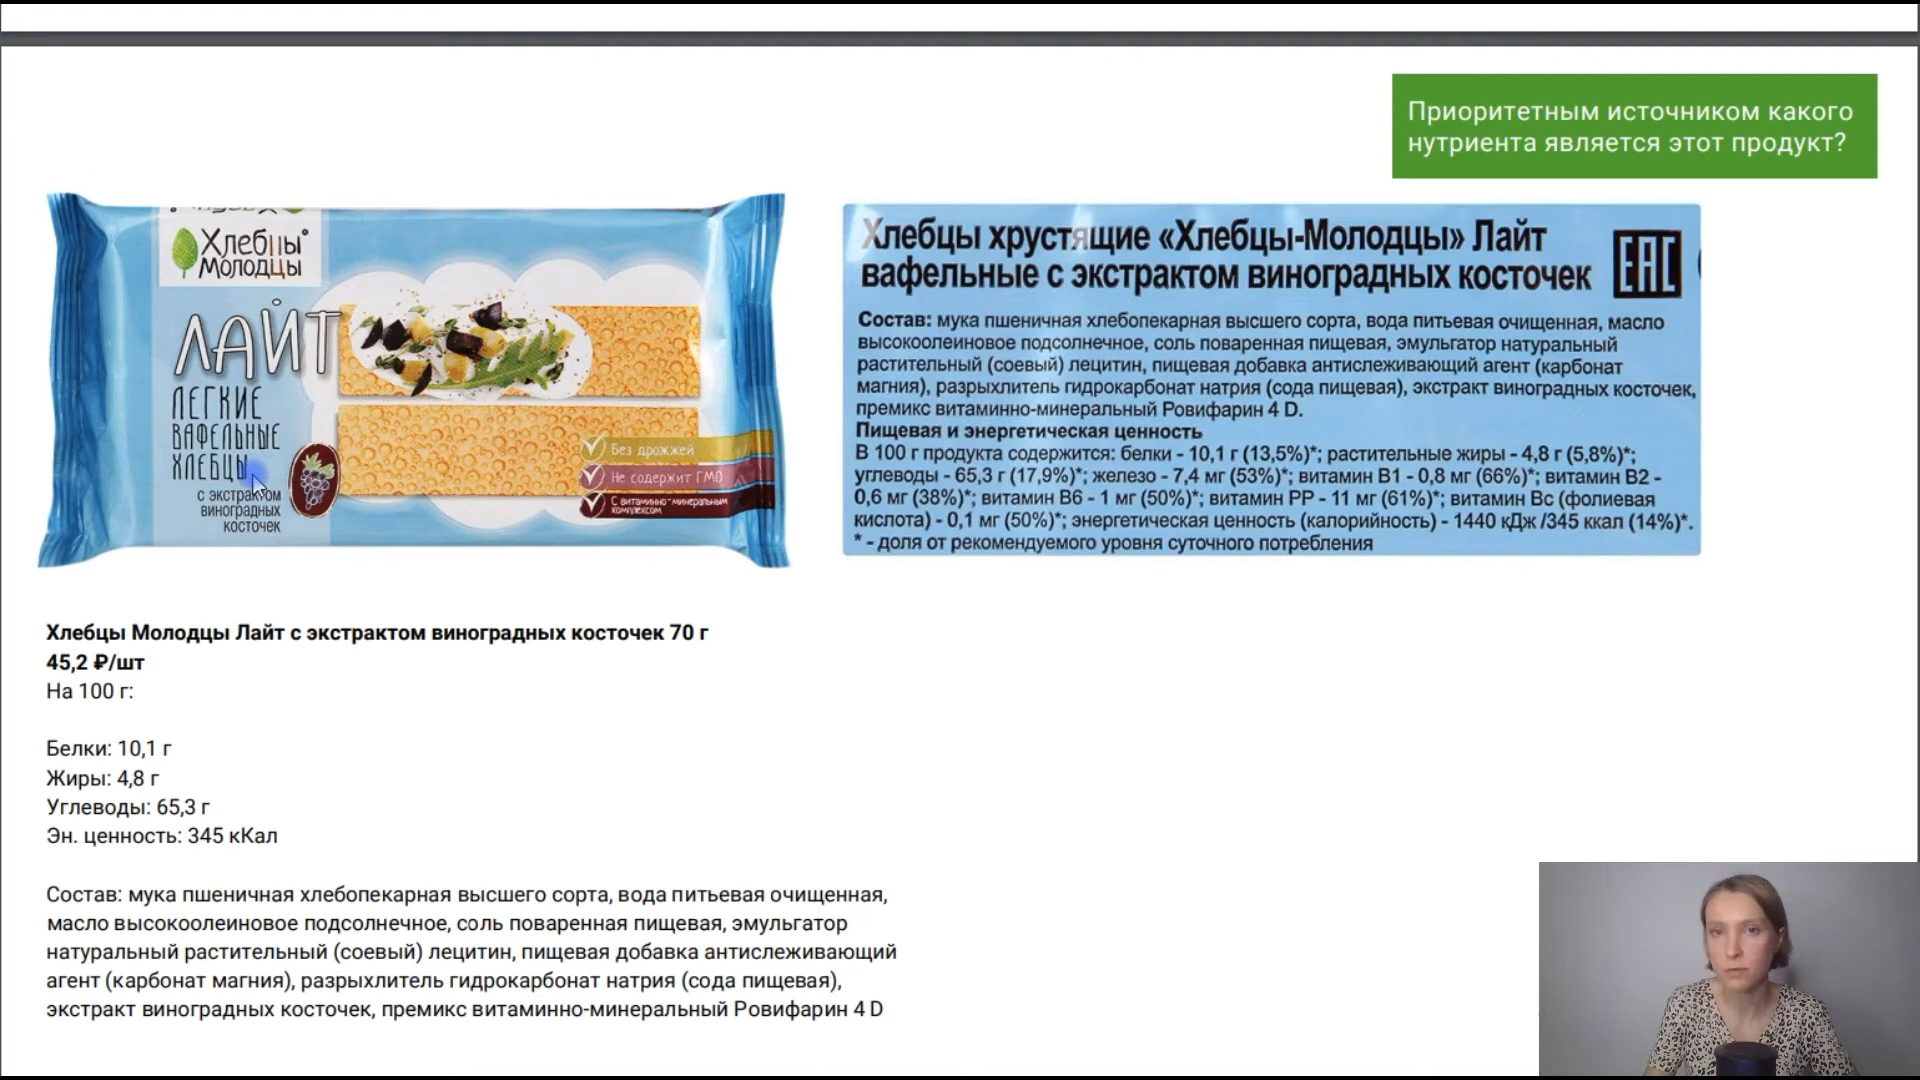 Приоритетным источником какого
нутриента является этот продукт?
Хлебцы
Молодцы
ЛАЙТ
ЛЕГКИЕ
ВАФЕЛЬНЫЕ
ХЛЕБЦЫ
с экстрактом
виноградных
косточек
Без дрожжей
Не содержит ГМО
С витаминно-минеральным
комплексом
Хлебцы хрустящие «Хлебцы-Молодцы» Лайт
вафельные с экстрактом виноградных косточек
EAC
Состав: мука пшеничная хлебопекарная высшего сорта, вода питьевая очищенная, масло
высокоолеиновое подсолнечное, соль поваренная пищевая, эмульгатор натуральный
растительный (соевый) лецитин, пищевая добавка антислеживающий агент (карбонат
магния), разрыхлитель гидрокарбонат натрия (сода пищевая), экстракт виноградных косточек,
премикс витаминно-минеральный Ровифарин 4 D.
Пищевая и энергетическая ценность
В 100 г продукта содержится: белки - 10,1 г (13,5%)*; растительные жиры - 4,8 г (5,8%)*;
углеводы - 65,3 г (17,9%)*; железо - 7,4 мг (53%)*; витамин В1 - 0,8 мг (66%)*; витамин В2 -
0,6 мг (38%)*; витамин В6 - 1 мг (50%)*; витамин РР - 11 мг (61%)*; витамин Вс (фолиевая
кислота) - 0,1 мг (50%)*; энергетическая ценность (калорийность) - 1440 кДж /345 ккал (14%)*.
* - доля от рекомендуемого уровня суточного потребления
Хлебцы Молодцы Лайт с экстрактом виноградных косточек 70 г
45,2 ₽/шт
На 100 г:
Белки: 10,1 г
Жиры: 4,8 г
Углеводы: 65,3 г
Эн. ценность: 345 кКал
Состав: мука пшеничная хлебопекарная высшего сорта, вода питьевая очищенная,
масло высокоолеиновое подсолнечное, соль поваренная пищевая, эмульгатор
натуральный растительный (соевый) лецитин, пищевая добавка антислеживающий
агент (карбонат магния), разрыхлитель гидрокарбонат натрия (сода пищевая),
экстракт виноградных косточек, премикс витаминно-минеральный Ровифарин 4 D